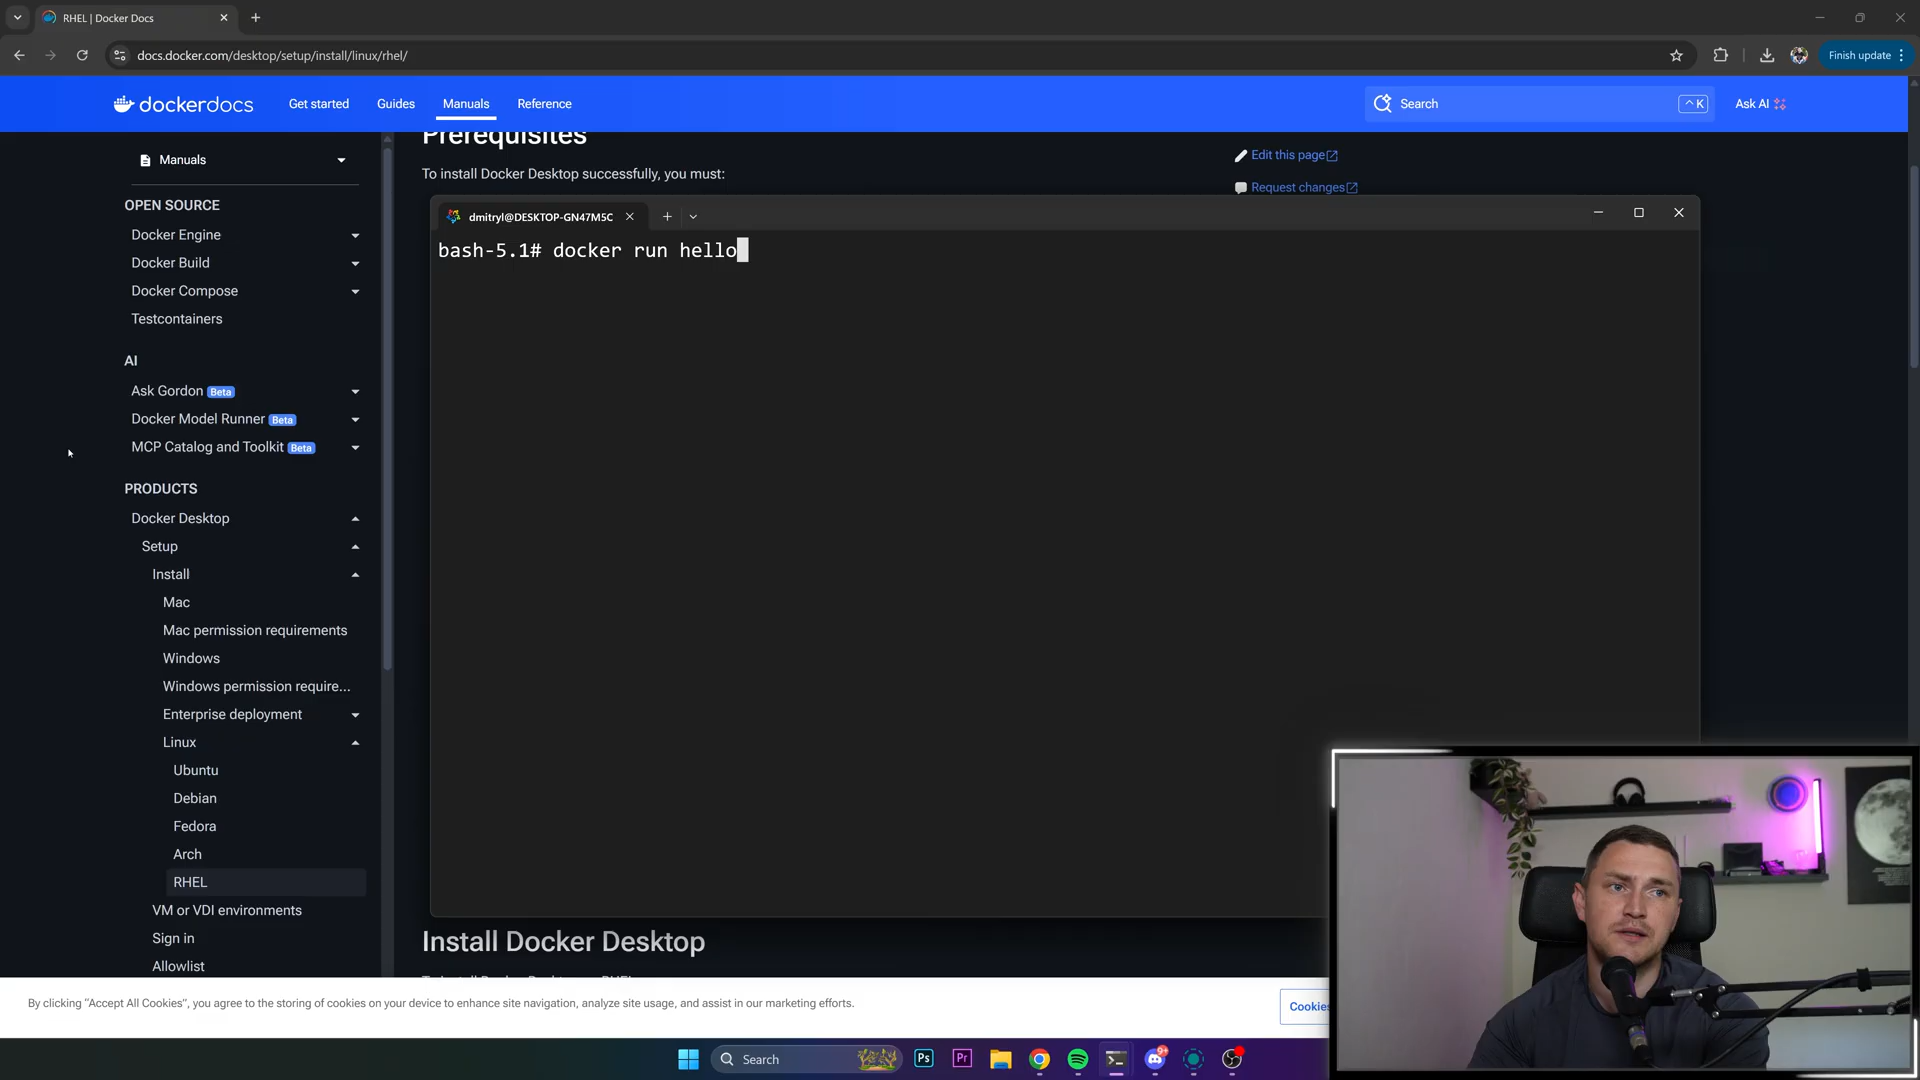 RHEL | Docker Docs
docs.docker.com/desktop/setup/install/linux/rhel/
Finish update
dockerdocs
Get started
Guides
Manuals
Reference
Search
^ K
Ask AI
Manuals
OPEN SOURCE
Docker Engine
Docker Build
Docker Compose
Testcontainers
AI
Ask Gordon Beta
Docker Model Runner Beta
MCP Catalog and Toolkit Beta
PRODUCTS
Docker Desktop
Setup
Install
Mac
Mac permission requirements
Windows
Windows permission require...
Enterprise deployment
Linux
Ubuntu
Debian
Fedora
Arch
RHEL
VM or VDI environments
Sign in
Allowlist
Prerequisites
To install Docker Desktop successfully, you must:
Edit this page
Request changes
dmitryl@DESKTOP-GN47M5C
bash-5.1# docker run hello
Install Docker Desktop
By clicking “Accept All Cookies”, you agree to the storing of cookies on your device to enhance site navigation, analyze site usage, and assist in our marketing efforts.
Cookies
Search
Ps
Pr
9+